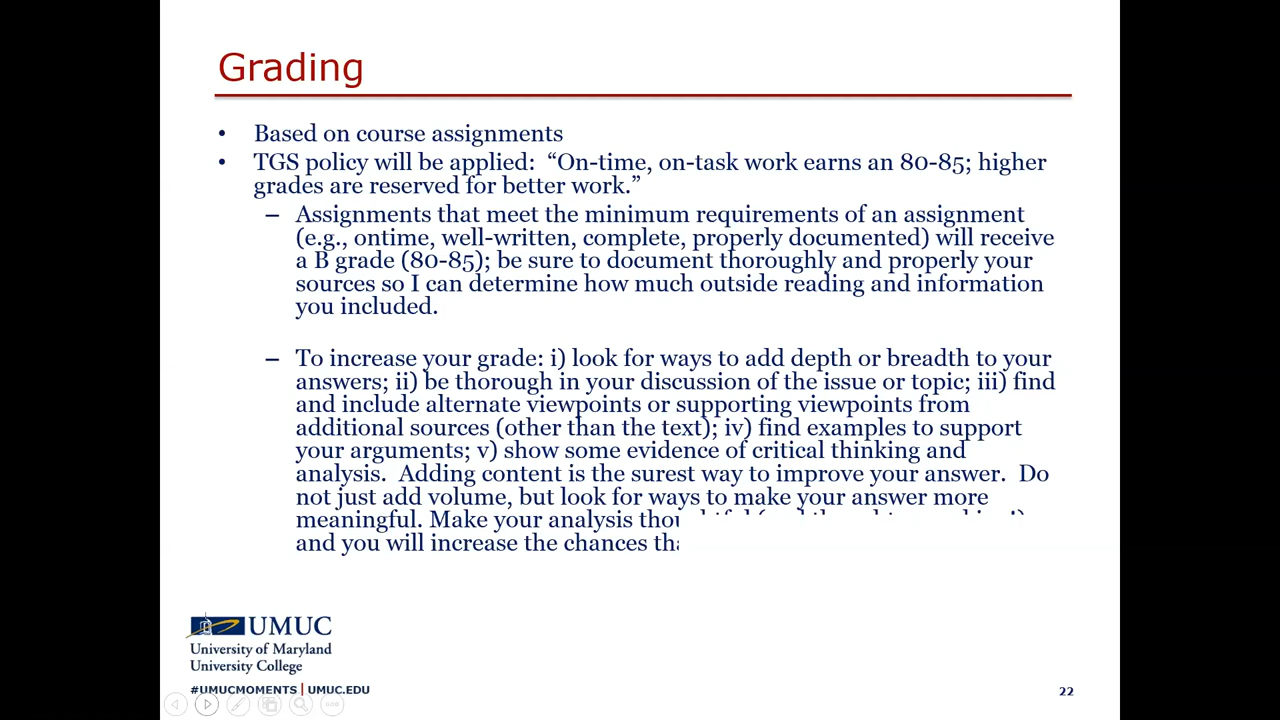 Grading
• Based on course assignments
• TGS policy will be applied: “On-time, on-task work earns an 80-85; higher
grades are reserved for better work.”
– Assignments that meet the minimum requirements of an assignment
(e.g., ontime, well-written, complete, properly documented) will receive
a B grade (80-85); be sure to document thoroughly and properly your
sources so I can determine how much outside reading and information
you included.
– To increase your grade: i) look for ways to add depth or breadth to your
answers; ii) be thorough in your discussion of the issue or topic; iii) find
and include alternate viewpoints or supporting viewpoints from
additional sources (other than the text); iv) find examples to support
your arguments; v) show some evidence of critical thinking and
analysis. Adding content is the surest way to improve your answer. Do
not just add volume, but look for ways to make your answer more
meaningful. Make your analysis
and you will increase the chances
UMUC
University of Maryland
University College
#UMUCMOMENTS | UMUC.EDU
22